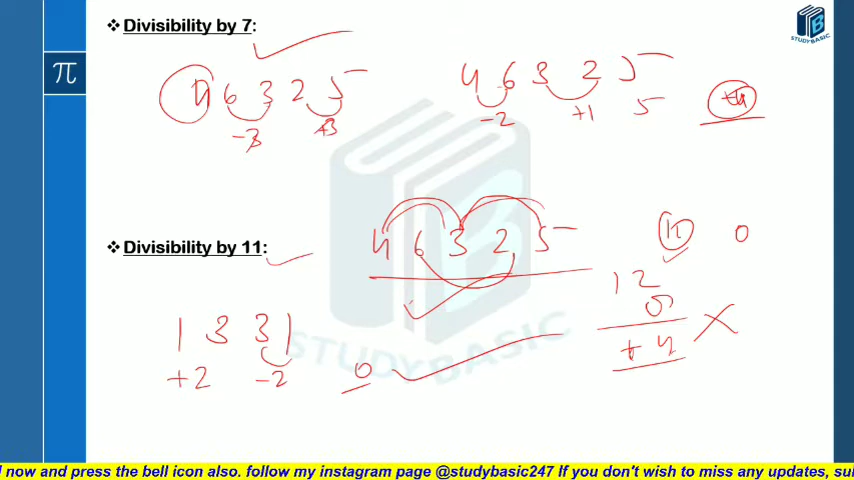 ❖Divisibility by 7:
STUDYBASIC
π
4 6 3 2 5
-3 +3
4 6 3 2 5
-2 +1 5
+4
4 6 3 2 5
11 0
❖Divisibility by 11:
12
8
+4
1 3 3 1
+2 -2 0
STUDYBASIC
now and press the bell icon also. follow my instagram page @studybasic247 If you don't wish to miss any updates, su